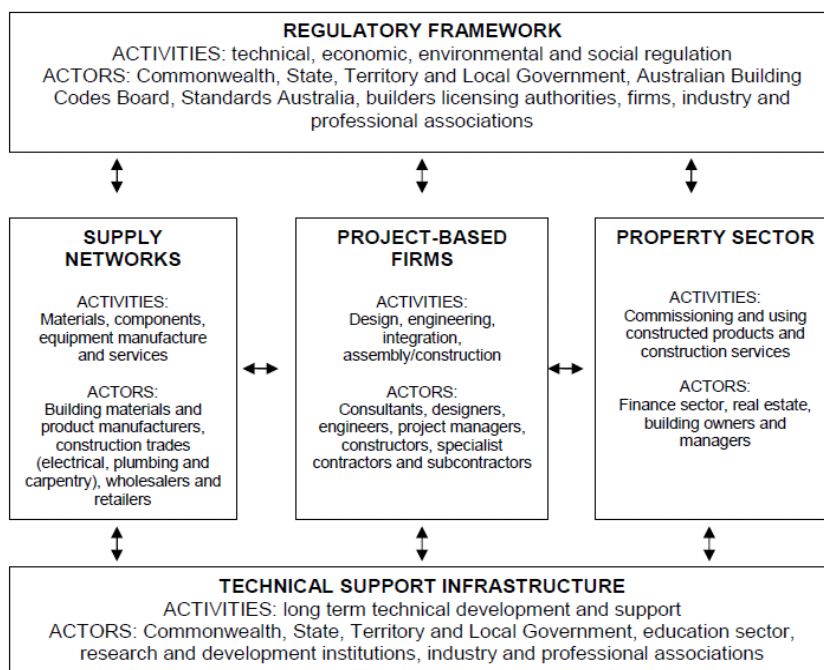 REGULATORY FRAMEWORK
ACTIVITIES: technical, economic, environmental and social regulation
ACTORS: Commonwealth, State, Territory and Local Government, Australian Building
Codes Board, Standards Australia, builders licensing authorities, firms, industry and
professional associations
SUPPLY
NETWORKS
ACTIVITIES:
Materials, components,
equipment manufacture
and services
ACTORS:
Building materials and
product manufacturers,
construction trades
(electrical, plumbing and
carpentry), wholesalers and
retailers
PROJECT-BASED
FIRMS
ACTIVITIES:
Design, engineering,
integration,
assembly/construction
ACTORS:
Consultants, designers,
engineers, project managers,
constructors, specialist
contractors and subcontractors
PROPERTY SECTOR
ACTIVITIES:
Commissioning and using
constructed products and
construction services
ACTORS:
Finance sector, real estate,
building owners and
managers
TECHNICAL SUPPORT INFRASTRUCTURE
ACTIVITIES: long term technical development and support
ACTORS: Commonwealth, State, Territory and Local Government, education sector,
research and development institutions, industry and professional associations